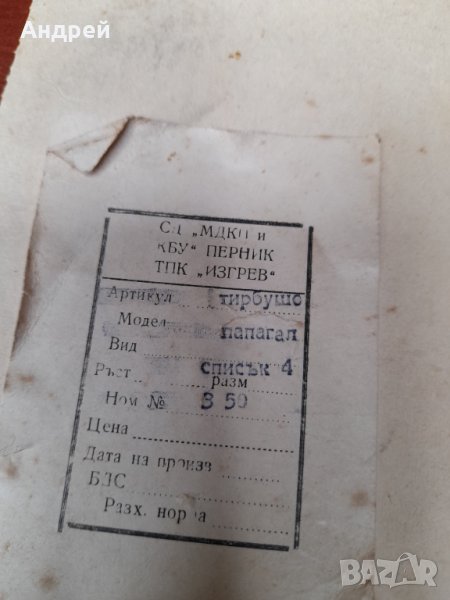 Андрей
СД „МДКП и
КБУ" ПЕРНИК
ТПК „ИЗГРЕВ"
Артикул тирбушо
Модел папагал
Вид
Ръст списък 4
разм
Ном № 3 50
Цена
Дата на произв
БДС
Разх. норма
BAZAR